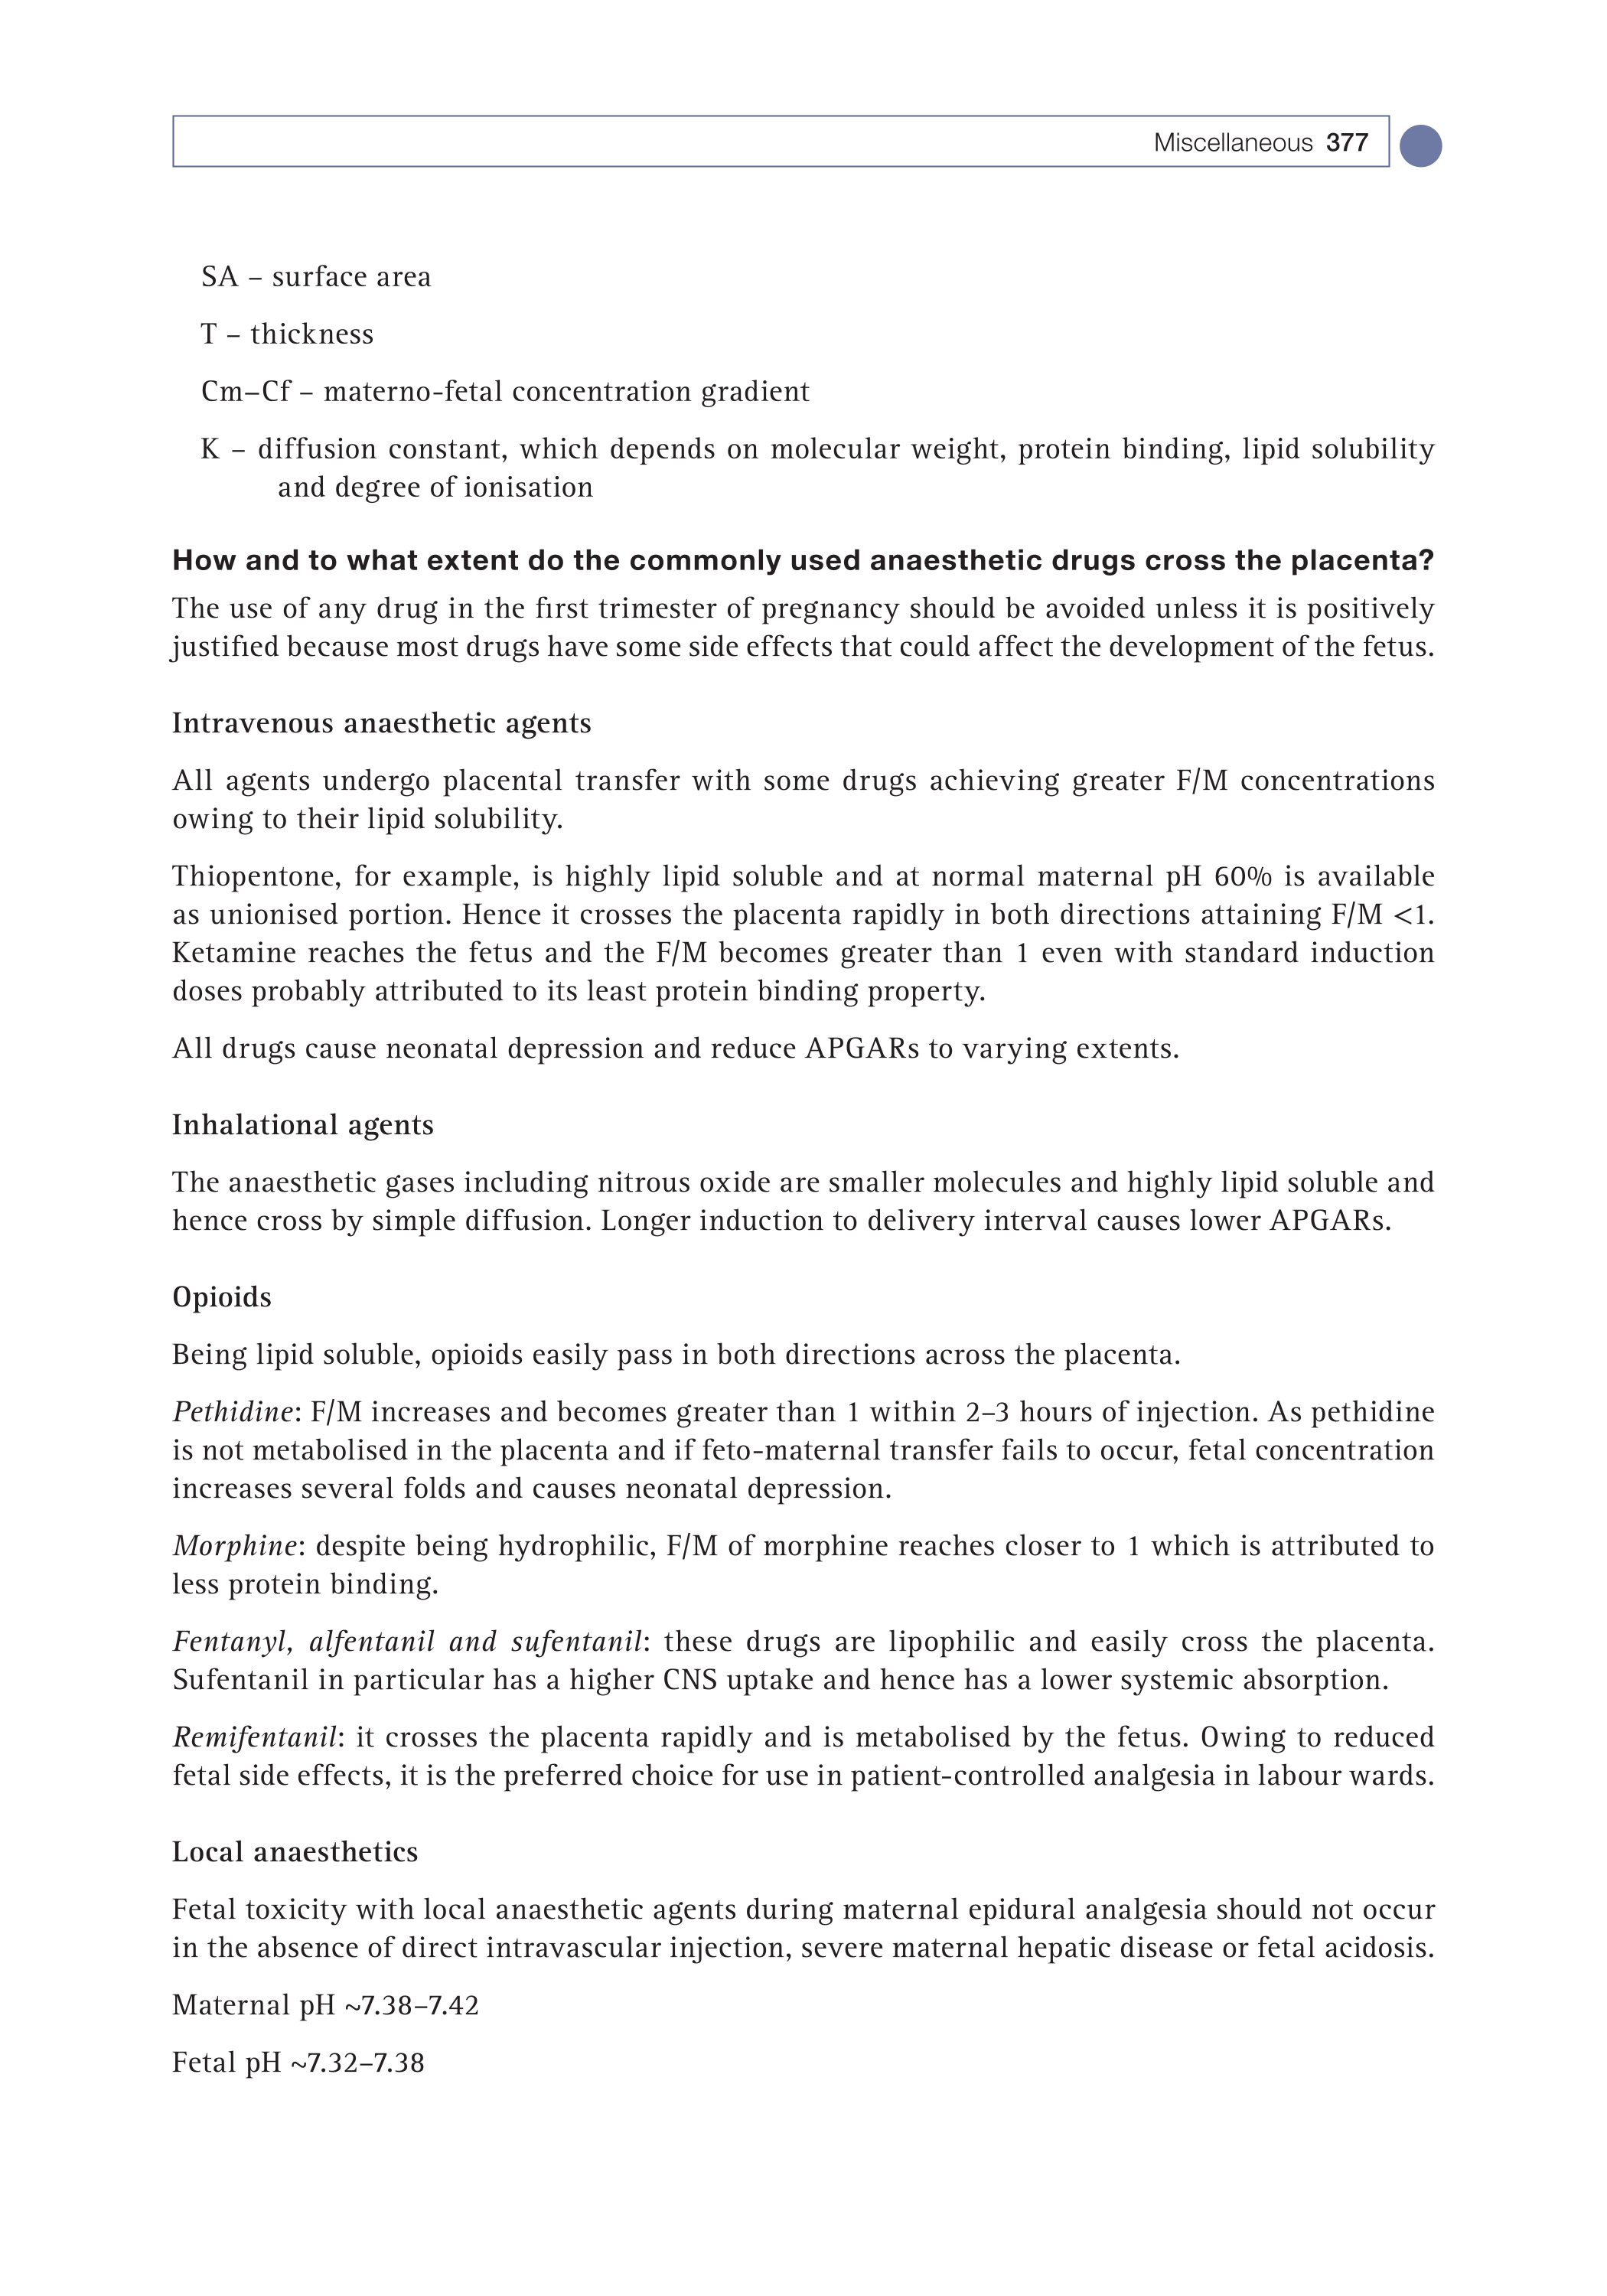 Miscellaneous 377
SA – surface area
T – thickness
Cm–Cf – materno-fetal concentration gradient
K – diffusion constant, which depends on molecular weight, protein binding, lipid solubility
and degree of ionisation
How and to what extent do the commonly used anaesthetic drugs cross the placenta?
The use of any drug in the first trimester of pregnancy should be avoided unless it is positively
justified because most drugs have some side effects that could affect the development of the fetus.
Intravenous anaesthetic agents
All agents undergo placental transfer with some drugs achieving greater F/M concentrations
owing to their lipid solubility.
Thiopentone, for example, is highly lipid soluble and at normal maternal pH 60% is available
as unionised portion. Hence it crosses the placenta rapidly in both directions attaining F/M <1.
Ketamine reaches the fetus and the F/M becomes greater than 1 even with standard induction
doses probably attributed to its least protein binding property.
All drugs cause neonatal depression and reduce APGARs to varying extents.
Inhalational agents
The anaesthetic gases including nitrous oxide are smaller molecules and highly lipid soluble and
hence cross by simple diffusion. Longer induction to delivery interval causes lower APGARs.
Opioids
Being lipid soluble, opioids easily pass in both directions across the placenta.
Pethidine: F/M increases and becomes greater than 1 within 2–3 hours of injection. As pethidine
is not metabolised in the placenta and if feto-maternal transfer fails to occur, fetal concentration
increases several folds and causes neonatal depression.
Morphine: despite being hydrophilic, F/M of morphine reaches closer to 1 which is attributed to
less protein binding.
Fentanyl, alfentanil and sufentanil: these drugs are lipophilic and easily cross the placenta.
Sufentanil in particular has a higher CNS uptake and hence has a lower systemic absorption.
Remifentanil: it crosses the placenta rapidly and is metabolised by the fetus. Owing to reduced
fetal side effects, it is the preferred choice for use in patient-controlled analgesia in labour wards.
Local anaesthetics
Fetal toxicity with local anaesthetic agents during maternal epidural analgesia should not occur
in the absence of direct intravascular injection, severe maternal hepatic disease or fetal acidosis.
Maternal pH ~7.38–7.42
Fetal pH ~7.32–7.38